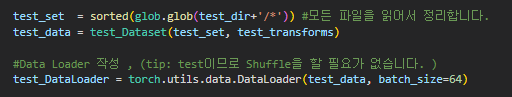 test_set  = sorted(glob.glob(test_dir+'/*')) #모든 파일을 읽어서 정리합니다.
test_data = test_Dataset(test_set, test_transforms)
#Data Loader 작성 , (tip: test이므로 Shuffle을 할 필요가 없습니다. )
test_DataLoader = torch.utils.data.DataLoader(test_data, batch_size=64)